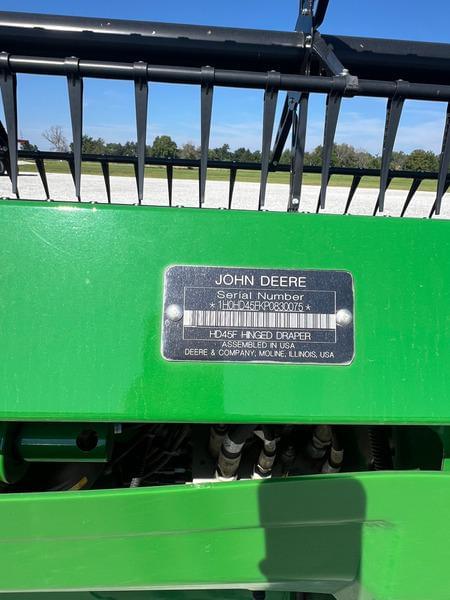 JOHN DEERE
Serial Number
*1H0HD45FKP0830075*
HD45F HINGED DRAPER
ASSEMBLED IN USA
DEERE & COMPANY, MOLINE, ILLINOIS, USA